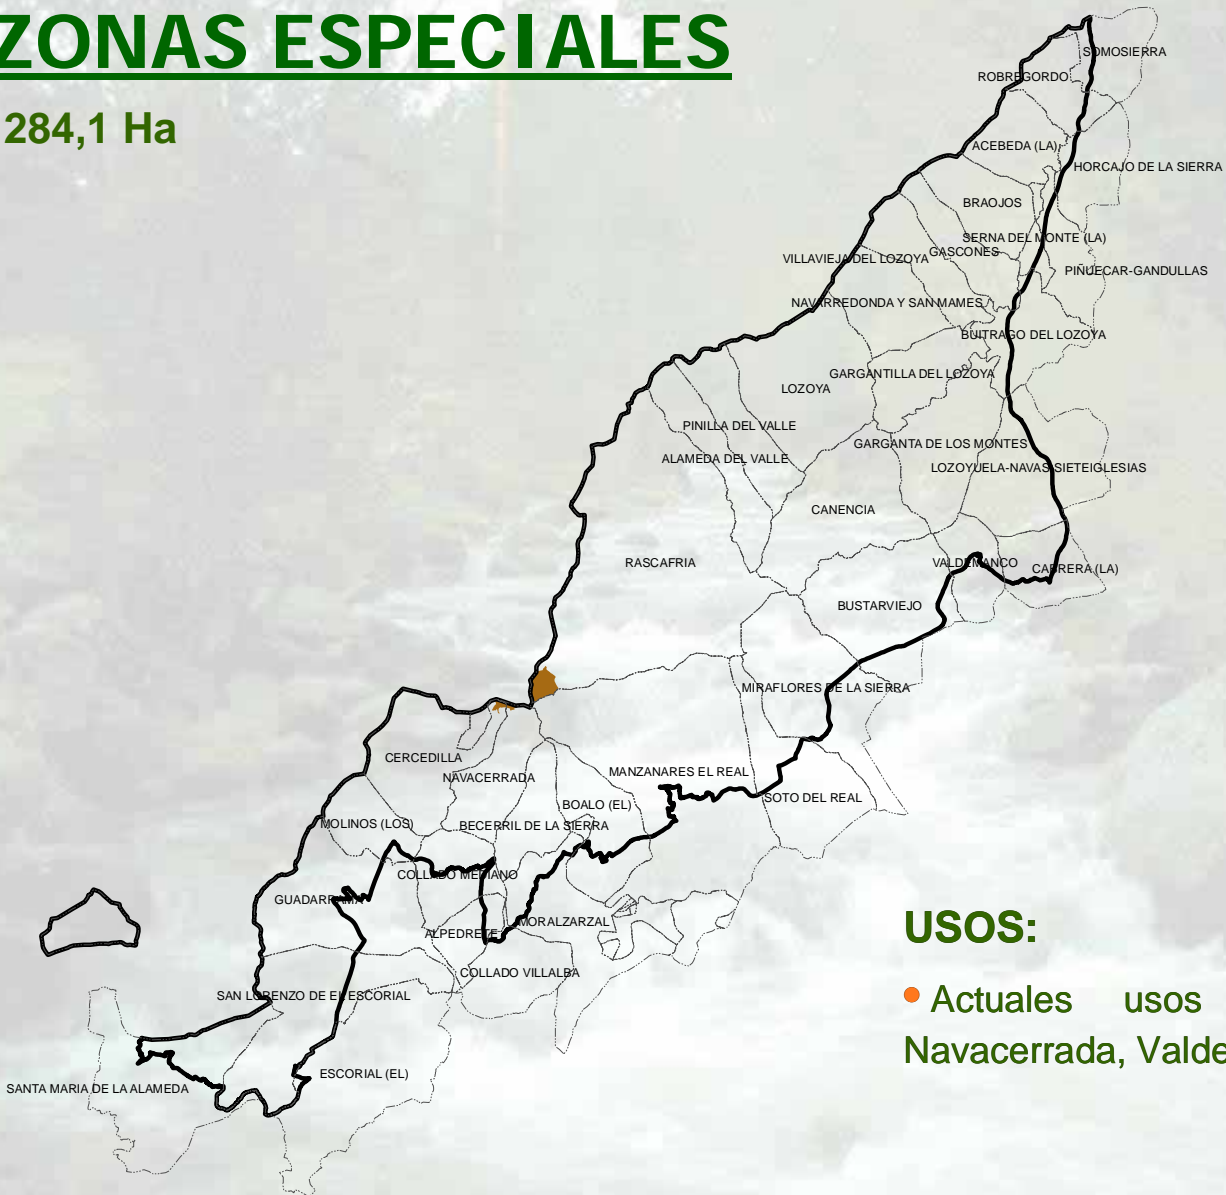 ZONAS ESPECIALES
284,1 Ha
SOMOSIERRA
ROBREGORDO
ACEBEDA (LA)
HORCAJO DE LA SIERRA
BRAOJOS
SERNA DEL MONTE (LA)
GASCONES
VILLAVIEJA DEL LOZOYA
PIÑUECAR-GANDULLAS
NAVARREDONDA Y SAN MAMES
BUITRAGO DEL LOZOYA
GARGANTILLA DEL LOZOYA
LOZOYA
PINILLA DEL VALLE
GARGANTA DE LOS MONTES
ALAMEDA DEL VALLE
LOZOYUELA-NAVAS-SIETEIGLESIAS
CANENCIA
RASCAFRIA
VALDEMANCO
CABRERA (LA)
BUSTARVIEJO
MIRAFLORES DE LA SIERRA
CERCEDILLA
NAVACERRADA
MANZANARES EL REAL
SOTO DEL REAL
BOALO (EL)
MOLINOS (LOS)
BECERRIL DE LA SIERRA
COLLADO MEDIANO
GUADARRAMA
MORALZARZAL
ALPEDRETE
COLLADO VILLALBA
SAN LORENZO DE EL ESCORIAL
ESCORIAL (EL)
SANTA MARIA DE LA ALAMEDA
USOS:
• Actuales usos
Navacerrada, Valde